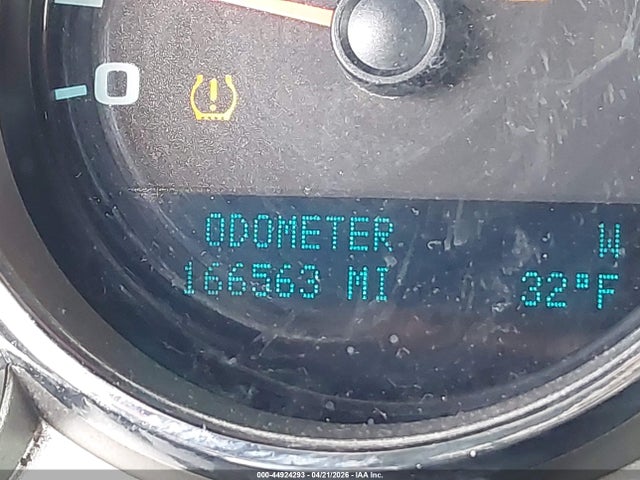 0
ODOMETER W
166563 MI 32°F
000-44924293 - 04/21/2026 - IAA Inc.